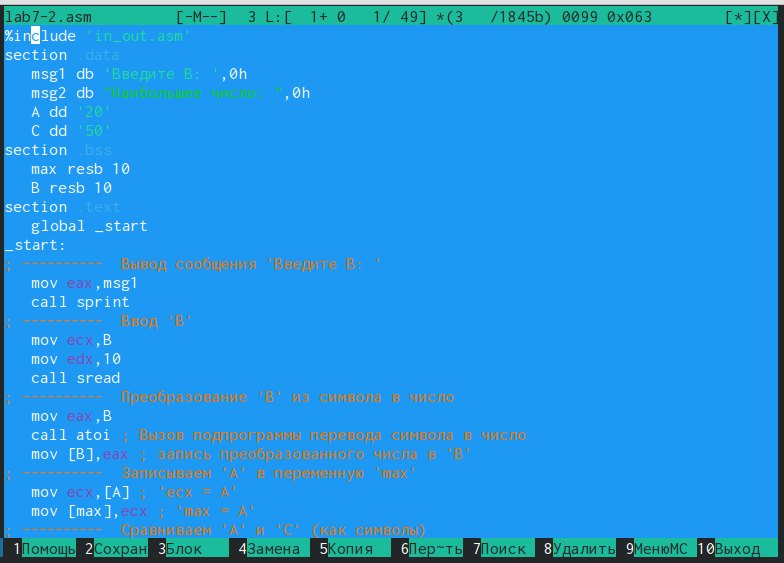 lab7-2.asm [-M--] 3 L:[ 1+ 0 1/ 49] *(3 /1845b) 0099 0x063 [*][X]
%include 'in_out.asm'
section .data
msg1 db 'Введите B: ',0h
msg2 db "Наибольшее число: ",0h
A dd '20'
C dd '50'
section .bss
max resb 10
B resb 10
section .text
global _start
_start:
; ---------- Вывод сообщения 'Введите B: '
mov eax,msg1
call sprint
; ---------- Ввод 'B'
mov ecx,B
mov edx,10
call sread
; ---------- Преобразование 'B' из символа в число
mov eax,B
call atoi ; Вызов подпрограммы перевода символа в число
mov [B],eax ; запись преобразованного числа в 'B'
; ---------- Записываем 'A' в переменную 'max'
mov ecx,[A] ; 'ecx = A'
mov [max],ecx ; 'max = A'
; ---------- Сравниваем 'A' и 'С' (как символы)
1Помощь 2Сохран 3Блок 4Замена 5Копия 6Пер~ть 7Поиск 8Удалить 9МенюMC 10Выход